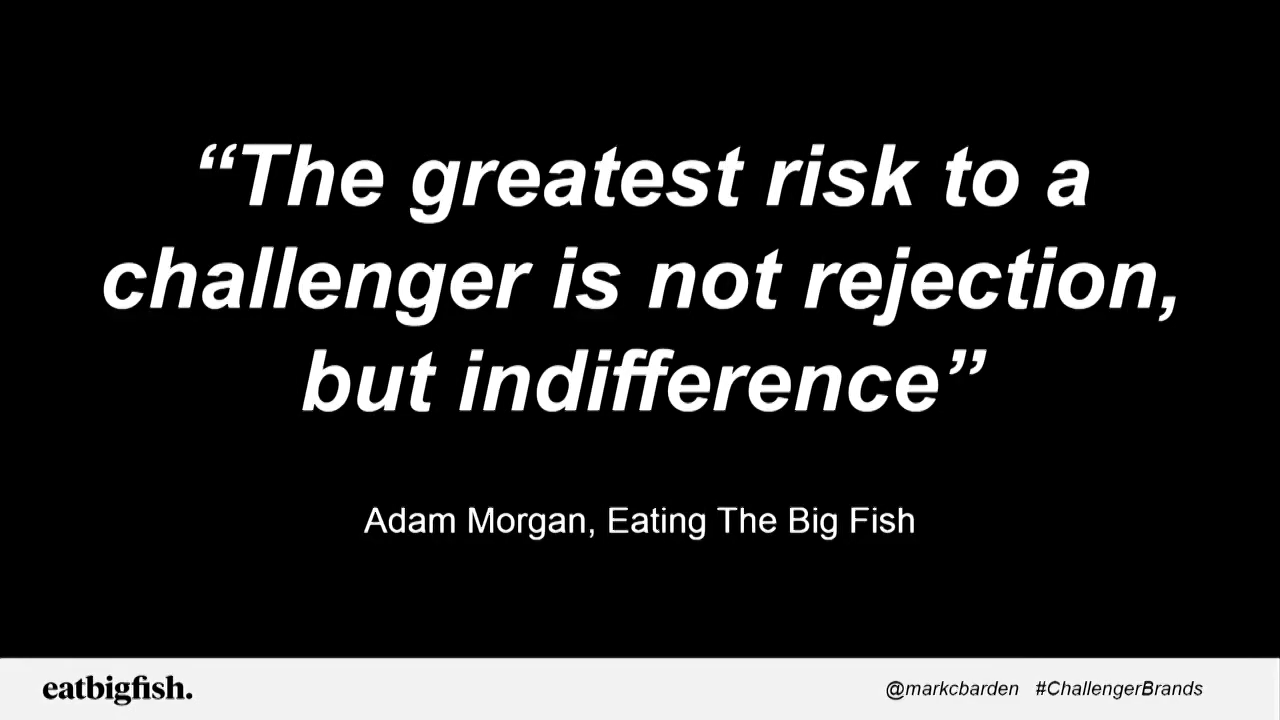 “The greatest risk to a
challenger is not rejection,
but indifference”
Adam Morgan, Eating The Big Fish
eatbigfish.
@markcbarden #ChallengerBrands